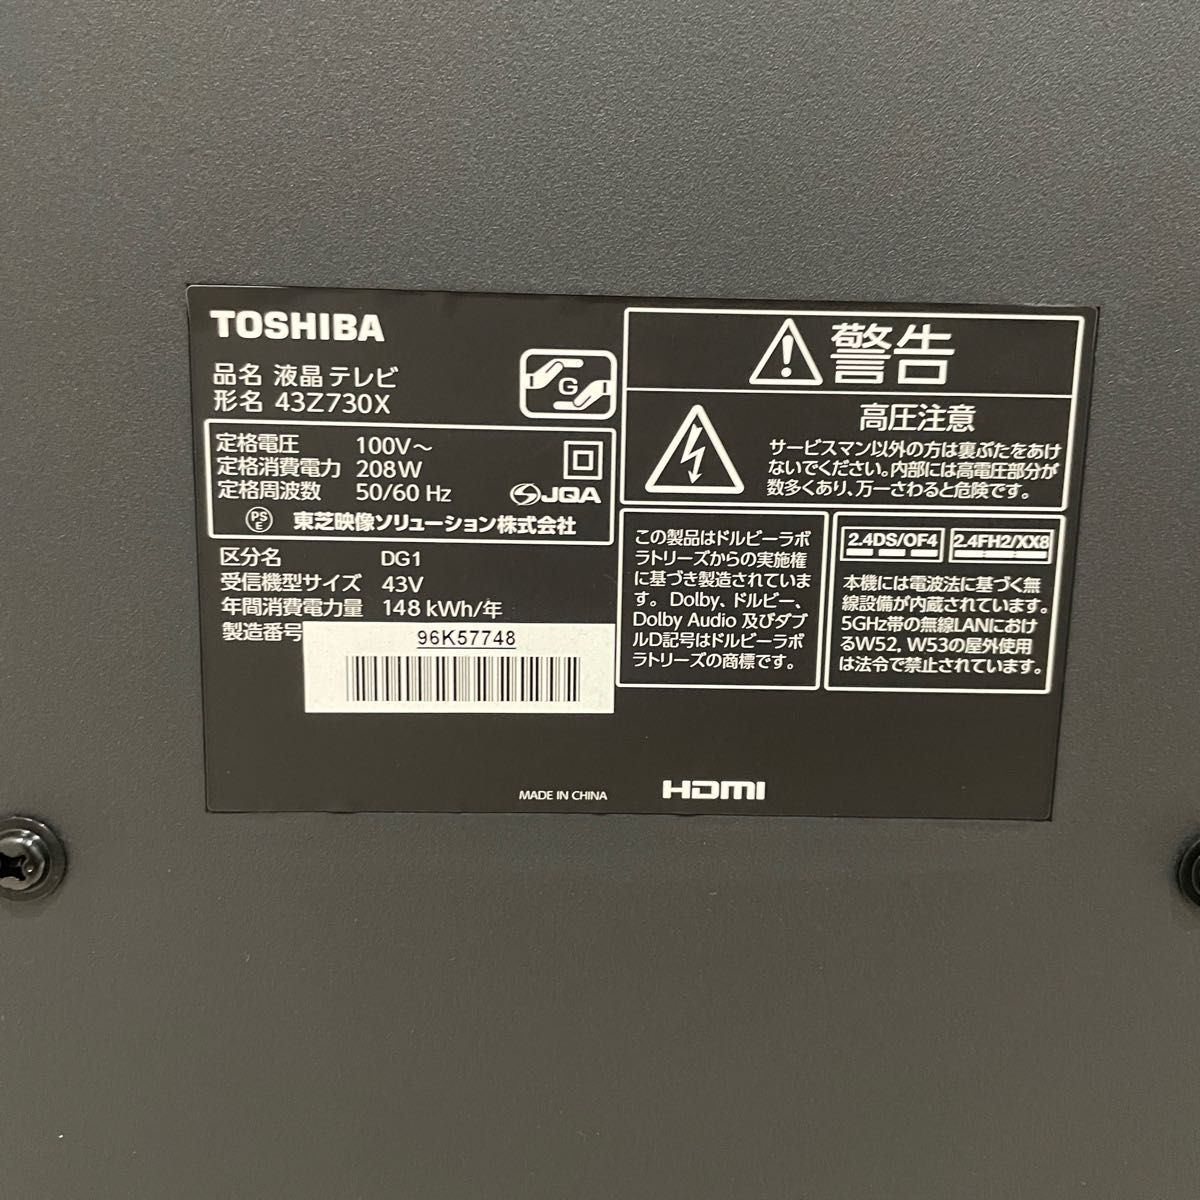 TOSHIBA
品名 液晶テレビ
形名 43Z730X
G
定格電圧 100V～
定格消費電力 208W
定格周波数 50/60 Hz
JQA
PS
E
東芝映像ソリューション株式会社
区分名 DG1
受信機型サイズ 43V
年間消費電力量 148 kWh/年
製造番号 96K57748
警告
高圧注意
サービスマン以外の方は裏ぶたをあけ
ないでください。内部には高電圧部分が
数多くあり、万一さわると危険です。
この製品はドルビーラボ
ラトリーズからの実施権
に基づき製造されていま
す。Dolby、ドルビー、
Dolby Audio 及びダブ
ルD記号はドルビーラボ
ラトリーズの商標です。
2.4DS/OF4 2.4FH2/XX8
本機には電波法に基づく無
線設備が内蔵されています。
5GHz帯の無線LANにおけ
るW52, W53の屋外使用
は法令で禁止されています。
MADE IN CHINA
HDMI